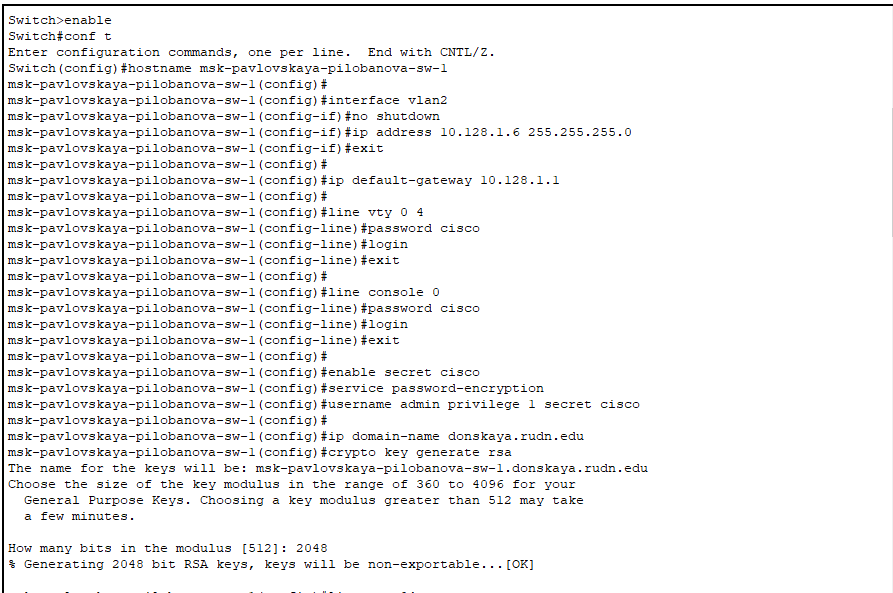 Switch>enable
Switch#conf t
Enter configuration commands, one per line.  End with CNTL/Z.
Switch(config)#hostname msk-pavlovskaya-pilobanova-sw-1
msk-pavlovskaya-pilobanova-sw-1(config)#
msk-pavlovskaya-pilobanova-sw-1(config)#interface vlan2
msk-pavlovskaya-pilobanova-sw-1(config-if)#no shutdown
msk-pavlovskaya-pilobanova-sw-1(config-if)#ip address 10.128.1.6 255.255.255.0
msk-pavlovskaya-pilobanova-sw-1(config-if)#exit
msk-pavlovskaya-pilobanova-sw-1(config)#
msk-pavlovskaya-pilobanova-sw-1(config)#ip default-gateway 10.128.1.1
msk-pavlovskaya-pilobanova-sw-1(config)#
msk-pavlovskaya-pilobanova-sw-1(config)#line vty 0 4
msk-pavlovskaya-pilobanova-sw-1(config-line)#password cisco
msk-pavlovskaya-pilobanova-sw-1(config-line)#login
msk-pavlovskaya-pilobanova-sw-1(config-line)#exit
msk-pavlovskaya-pilobanova-sw-1(config)#
msk-pavlovskaya-pilobanova-sw-1(config)#line console 0
msk-pavlovskaya-pilobanova-sw-1(config-line)#password cisco
msk-pavlovskaya-pilobanova-sw-1(config-line)#login
msk-pavlovskaya-pilobanova-sw-1(config-line)#exit
msk-pavlovskaya-pilobanova-sw-1(config)#
msk-pavlovskaya-pilobanova-sw-1(config)#enable secret cisco
msk-pavlovskaya-pilobanova-sw-1(config)#service password-encryption
msk-pavlovskaya-pilobanova-sw-1(config)#username admin privilege 1 secret cisco
msk-pavlovskaya-pilobanova-sw-1(config)#
msk-pavlovskaya-pilobanova-sw-1(config)#ip domain-name donskaya.rudn.edu
msk-pavlovskaya-pilobanova-sw-1(config)#crypto key generate rsa
The name for the keys will be: msk-pavlovskaya-pilobanova-sw-1.donskaya.rudn.edu
Choose the size of the key modulus in the range of 360 to 4096 for your
  General Purpose Keys. Choosing a key modulus greater than 512 may take
  a few minutes.
How many bits in the modulus [512]: 2048
% Generating 2048 bit RSA keys, keys will be non-exportable...[OK]